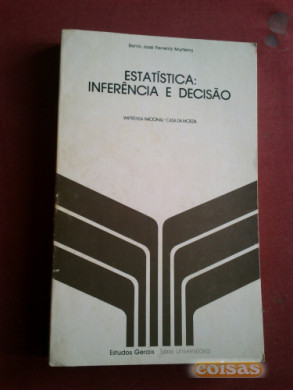 Bento José Ferreira Murteira
ESTATÍSTICA:
INFERÊNCIA E DECISÃO
IMPRENSA NACIONAL - CASA DA MOEDA
Estudos Gerais Série Universitária
coisas